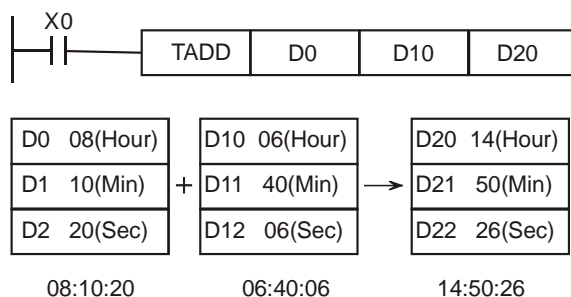 X0
TADD D0 D10 D20
D0 08(Hour) D10 06(Hour) D20 14(Hour)
D1 10(Min) + D11 40(Min) D21 50(Min)
D2 20(Sec) D12 06(Sec) D22 26(Sec)
08:10:20 06:40:06 14:50:26